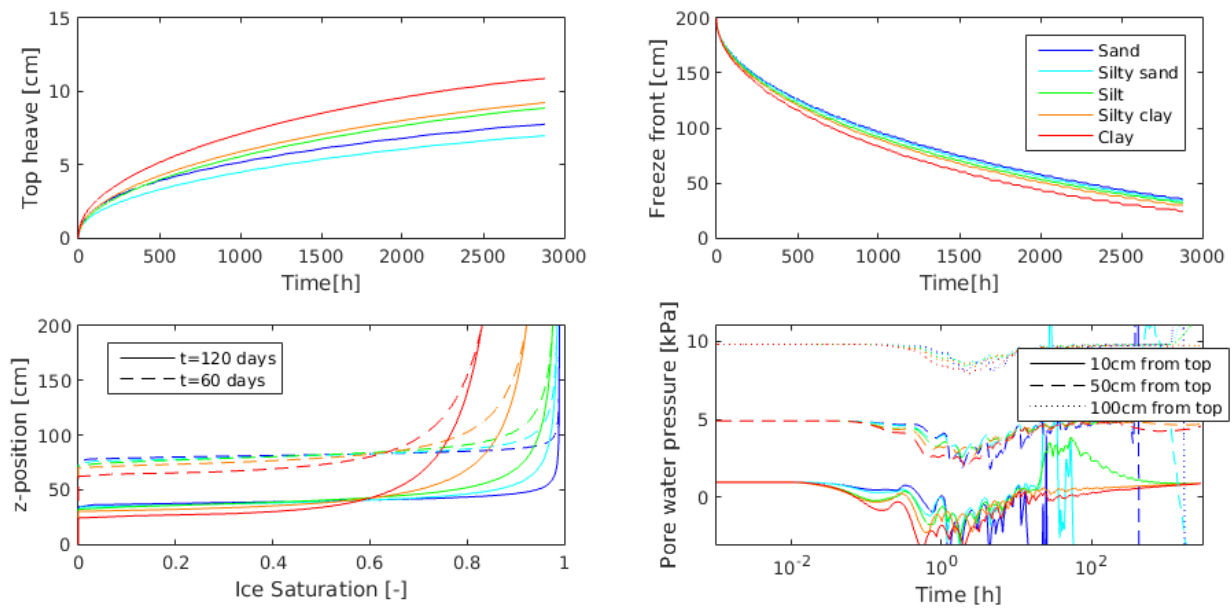 15
10
5
0
Top heave [cm]
0 500 1000 1500 2000 2500 3000
Time[h]
200
150
100
50
0
Freeze front [cm]
0 500 1000 1500 2000 2500 3000
Time[h]
Sand
Silty sand
Silt
Silty clay
Clay
200
150
100
50
0
z-position [cm]
0 0.2 0.4 0.6 0.8 1
Ice Saturation [-]
t=120 days
t=60 days
10
5
0
Pore water pressure [kPa]
10-2 100 102
Time [h]
10cm from top
50cm from top
100cm from top